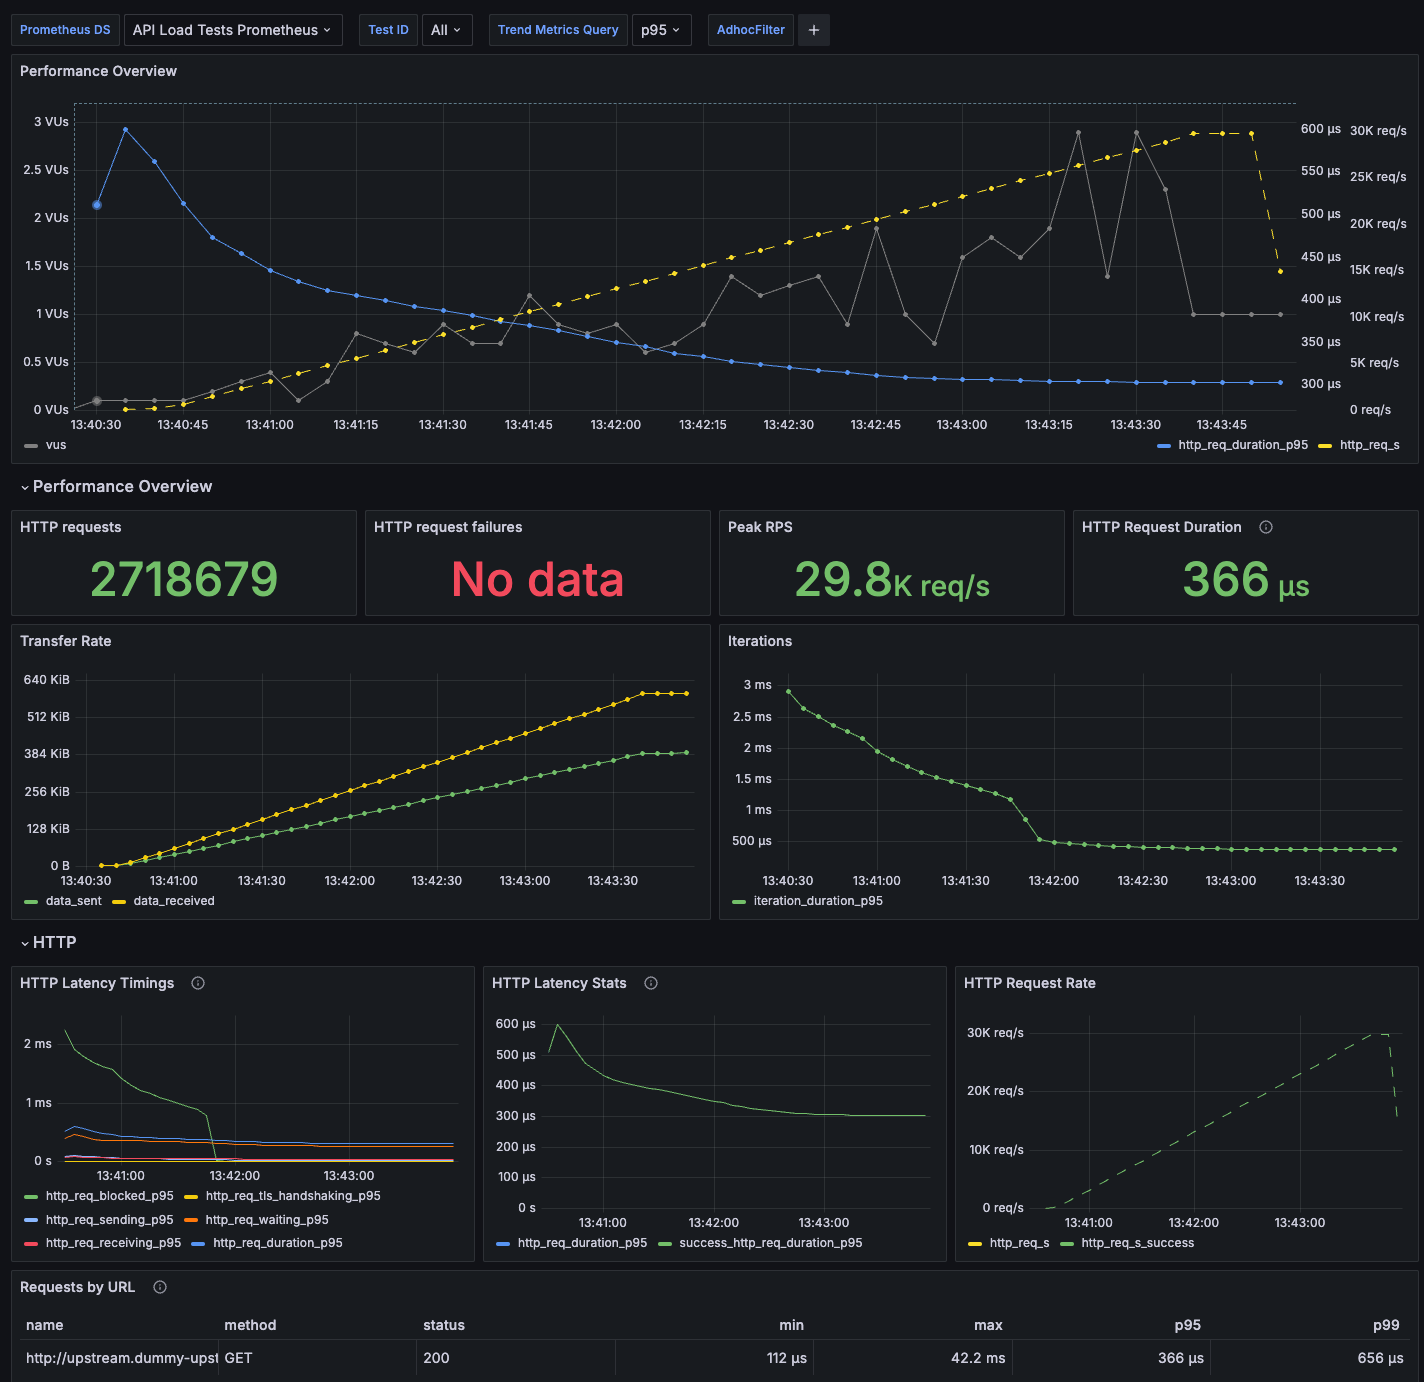 Prometheus DS API Load Tests Prometheus Test ID All Trend Metrics Query p95 AdhocFilter +
Performance Overview
3 VUs
2.5 VUs
2 VUs
1.5 VUs
1 VUs
0.5 VUs
0 VUs
600 µs 30K req/s
550 µs 25K req/s
500 µs 20K req/s
450 µs 15K req/s
400 µs 10K req/s
350 µs 5K req/s
300 µs 0 req/s
13:40:30 13:40:45 13:41:00 13:41:15 13:41:30 13:41:45 13:42:00 13:42:15 13:42:30 13:42:45 13:43:00 13:43:15 13:43:30 13:43:45
vus http_req_duration_p95 http_req_s
Performance Overview
HTTP requests
2718679
HTTP request failures
No data
Peak RPS
29.8K req/s
HTTP Request Duration
366 µs
Transfer Rate
640 KiB
512 KiB
384 KiB
256 KiB
128 KiB
0 B
13:40:30 13:41:00 13:41:30 13:42:00 13:42:30 13:43:00 13:43:30
data_sent data_received
Iterations
3 ms
2.5 ms
2 ms
1.5 ms
1 ms
500 µs
13:40:30 13:41:00 13:41:30 13:42:00 13:42:30 13:43:00 13:43:30
iteration_duration_p95
HTTP
HTTP Latency Timings
2 ms
1 ms
0 s
13:41:00 13:42:00 13:43:00
http_req_blocked_p95 http_req_tls_handshaking_p95
http_req_sending_p95 http_req_waiting_p95
http_req_receiving_p95 http_req_duration_p95
HTTP Latency Stats
600 µs
500 µs
400 µs
300 µs
200 µs
100 µs
0 s
13:41:00 13:42:00 13:43:00
http_req_duration_p95 success_http_req_duration_p95
HTTP Request Rate
30K req/s
20K req/s
10K req/s
0 req/s
13:41:00 13:42:00 13:43:00
http_req_s http_req_s_success
Requests by URL
name method status min max p95 p99
http://upstream.dummy-upst GET 200 112 µs 42.2 ms 366 µs 656 µs